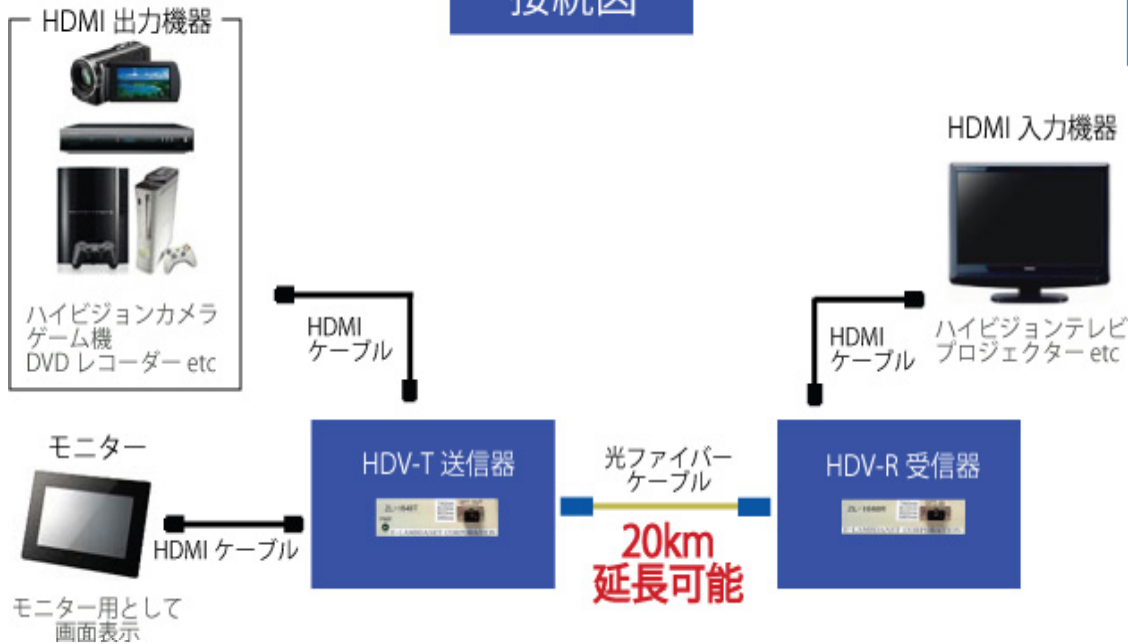 接続図
HDMI 出力機器
ハイビジョンカメラ
ゲーム機
DVD レコーダー etc
HDMI
ケーブル
HDMI 入力機器
ハイビジョンテレビ
プロジェクター etc
HDMI
ケーブル
モニター
HDMI ケーブル
モニター用として
画面表示
HDV-T 送信器
E-LAMBDANET CORPORATION
光ファイバー
ケーブル
20km
延長可能
HDV-R 受信器
E-LAMBDANET CORPORATION